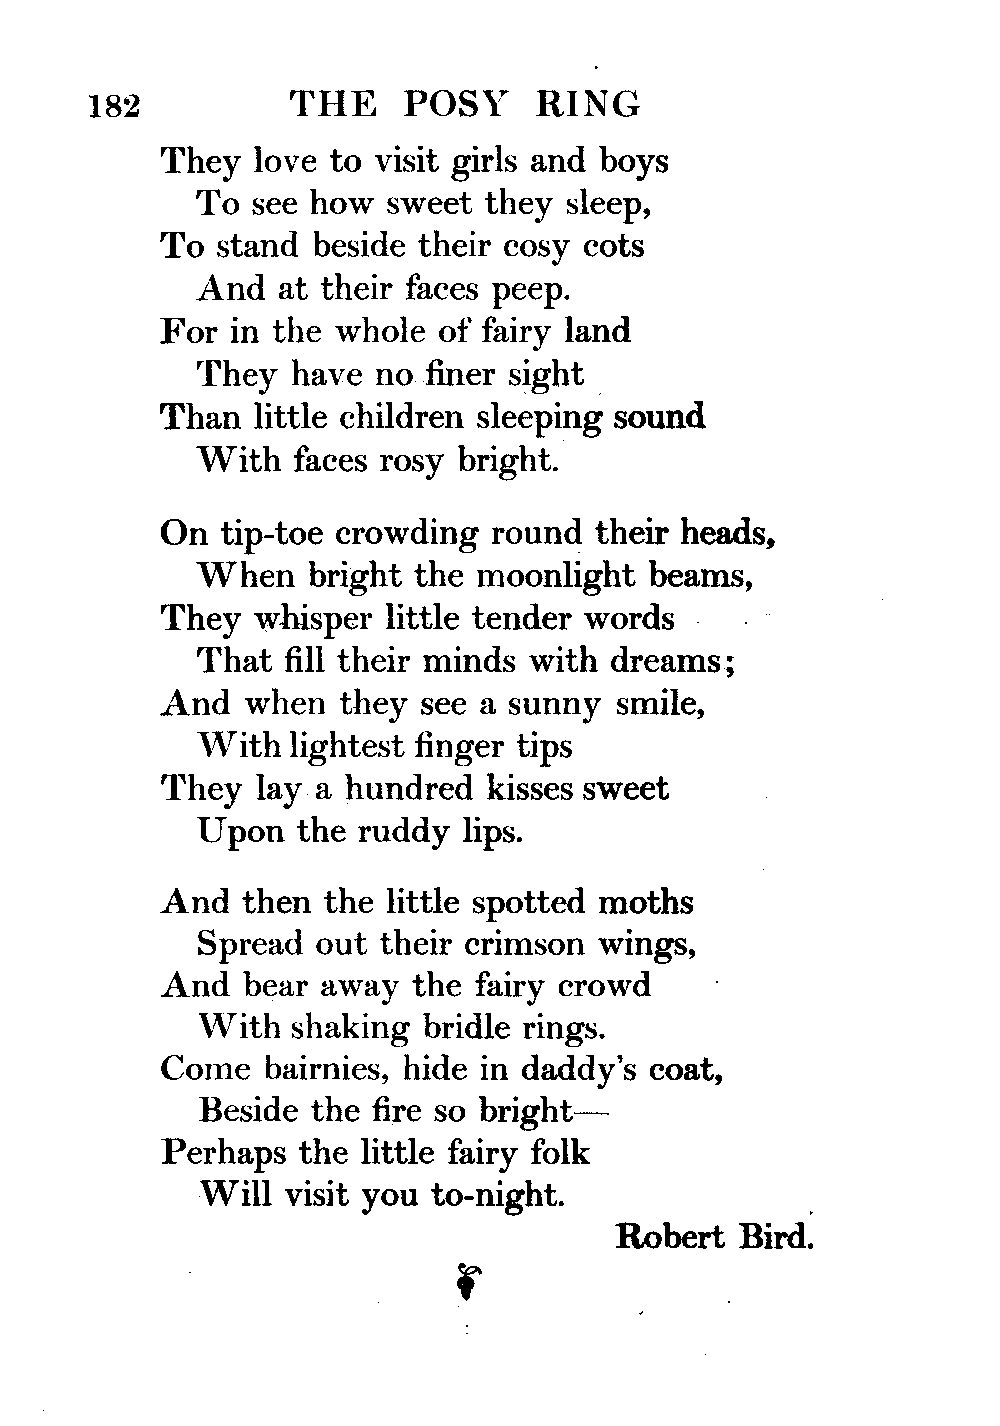 182 THE POSY RING
They love to visit girls and boys
To see how sweet they sleep,
To stand beside their cosy cots
And at their faces peep.
For in the whole of fairy land
They have no finer sight
Than little children sleeping sound
With faces rosy bright.
On tip-toe crowding round their heads,
When bright the moonlight beams,
They whisper little tender words
That fill their minds with dreams;
And when they see a sunny smile,
With lightest finger tips
They lay a hundred kisses sweet
Upon the ruddy lips.
And then the little spotted moths
Spread out their crimson wings,
And bear away the fairy crowd
With shaking bridle rings.
Come bairnies, hide in daddy's coat,
Beside the fire so bright—
Perhaps the little fairy folk
Will visit you to-night.
Robert Bird.